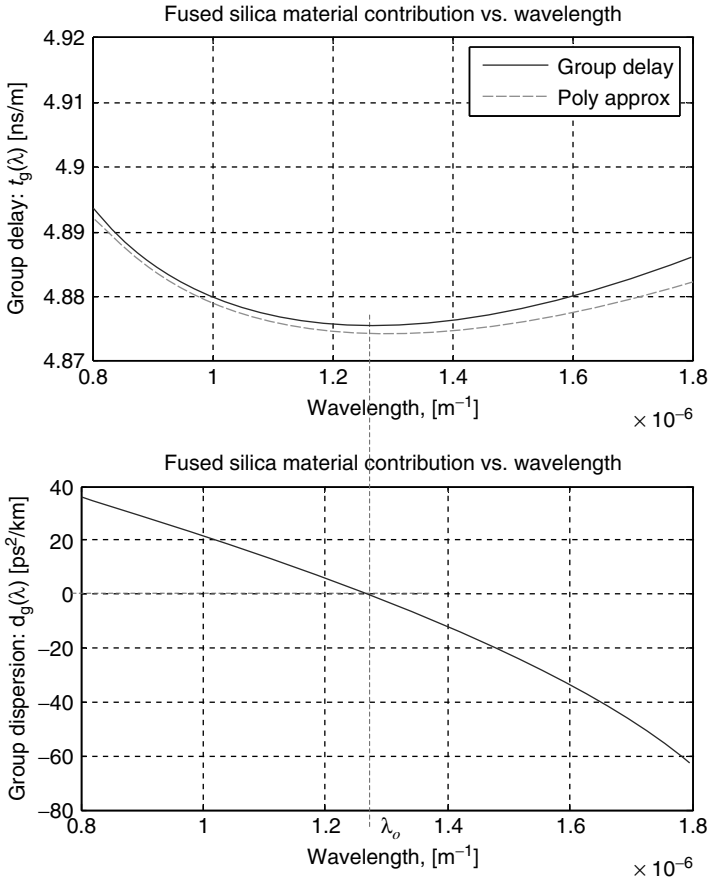 Fused silica material contribution vs. wavelength
Group delay: t_g(λ) [ns/m]
4.92
4.91
4.9
4.89
4.88
4.87
Group delay
Poly approx
0.8 1 1.2 1.4 1.6 1.8
Wavelength, [m⁻¹]
× 10⁻⁶
Fused silica material contribution vs. wavelength
Group dispersion: d_g(λ) [ps²/km]
40
20
0
−20
−40
−60
−80
0.8 1 1.2 λ_o 1.4 1.6 1.8
Wavelength, [m⁻¹]
× 10⁻⁶